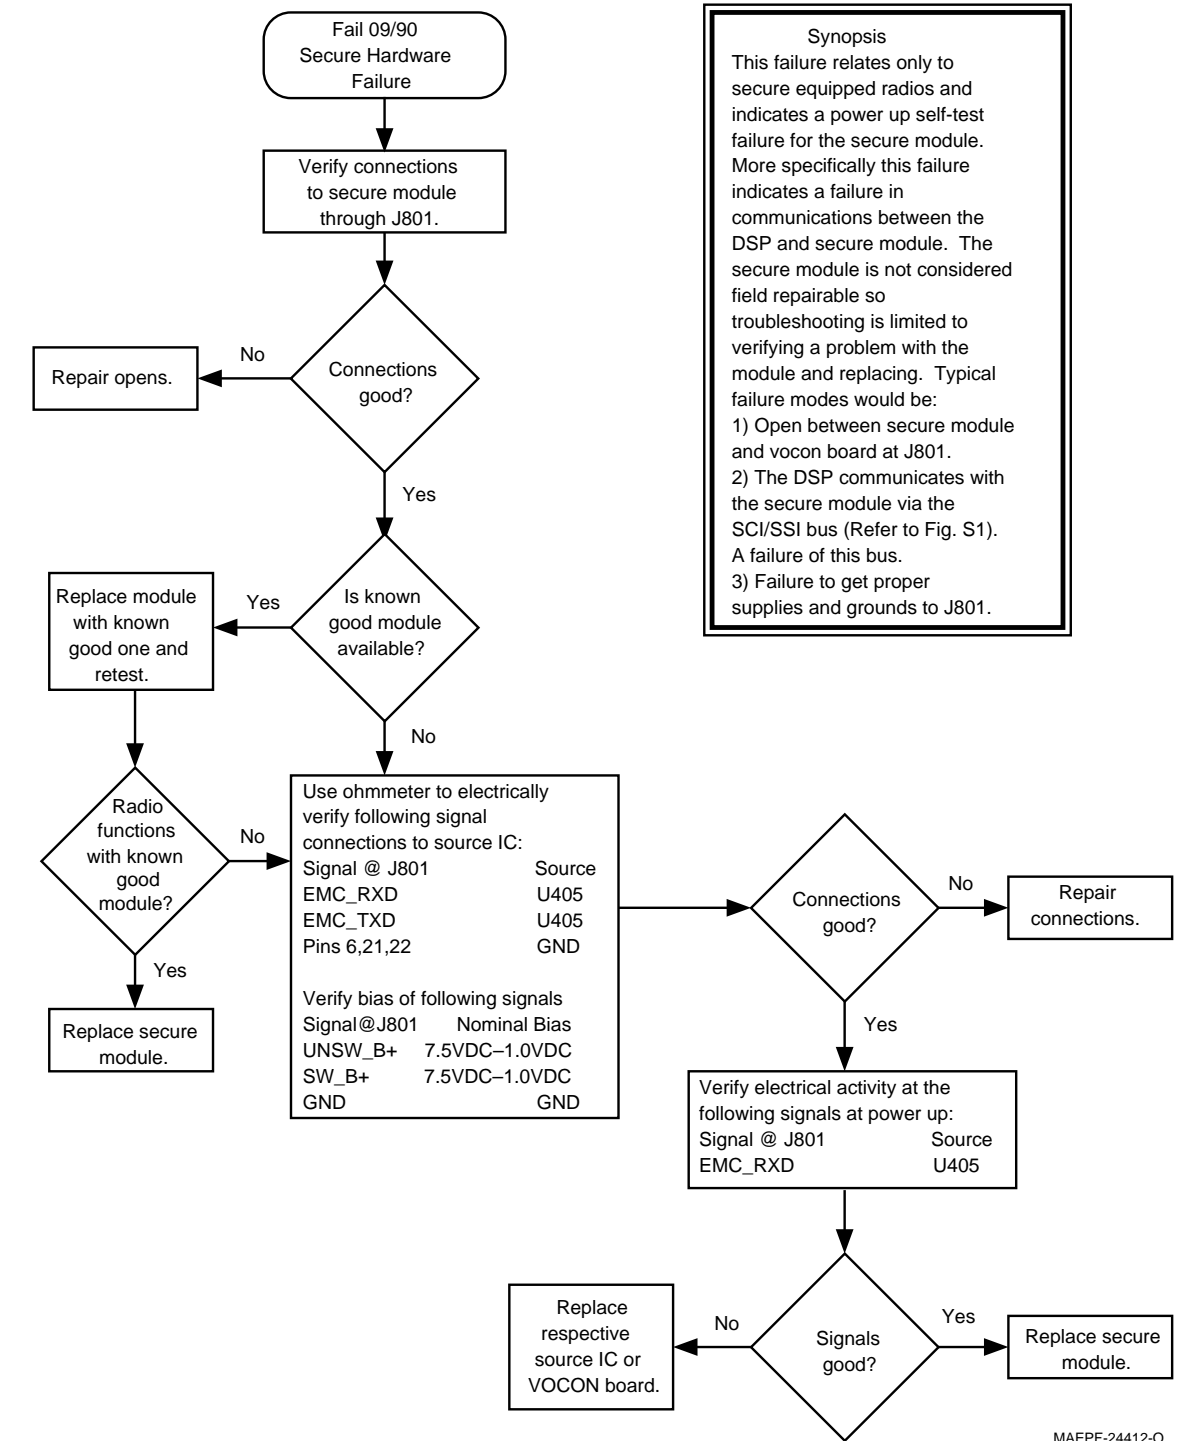 Fail 09/90
Secure Hardware
Failure
Verify connections
to secure module
through J801.
Connections
good?
No
Repair opens.
Yes
Is known
good module
available?
Yes
Replace module
with known
good one and
retest.
No
Radio
functions
with known
good
module?
No
Yes
Replace secure
module.
Use ohmmeter to electrically
verify following signal
connections to source IC:
Signal @ J801 Source
EMC_RXD U405
EMC_TXD U405
Pins 6,21,22 GND
Verify bias of following signals
Signal@J801 Nominal Bias
UNSW_B+ 7.5VDC–1.0VDC
SW_B+ 7.5VDC–1.0VDC
GND GND
Synopsis
This failure relates only to
secure equipped radios and
indicates a power up self-test
failure for the secure module.
More specifically this failure
indicates a failure in
communications between the
DSP and secure module. The
secure module is not considered
field repairable so
troubleshooting is limited to
verifying a problem with the
module and replacing. Typical
failure modes would be:
1) Open between secure module
and vocon board at J801.
2) The DSP communicates with
the secure module via the
SCI/SSI bus (Refer to Fig. S1).
A failure of this bus.
3) Failure to get proper
supplies and grounds to J801.
Connections
good?
No
Repair
connections.
Yes
Verify electrical activity at the
following signals at power up:
Signal @ J801 Source
EMC_RXD U405
Signals
good?
No
Replace
respective
source IC or
VOCON board.
Yes
Replace secure
module.
MAEPF-24412-O